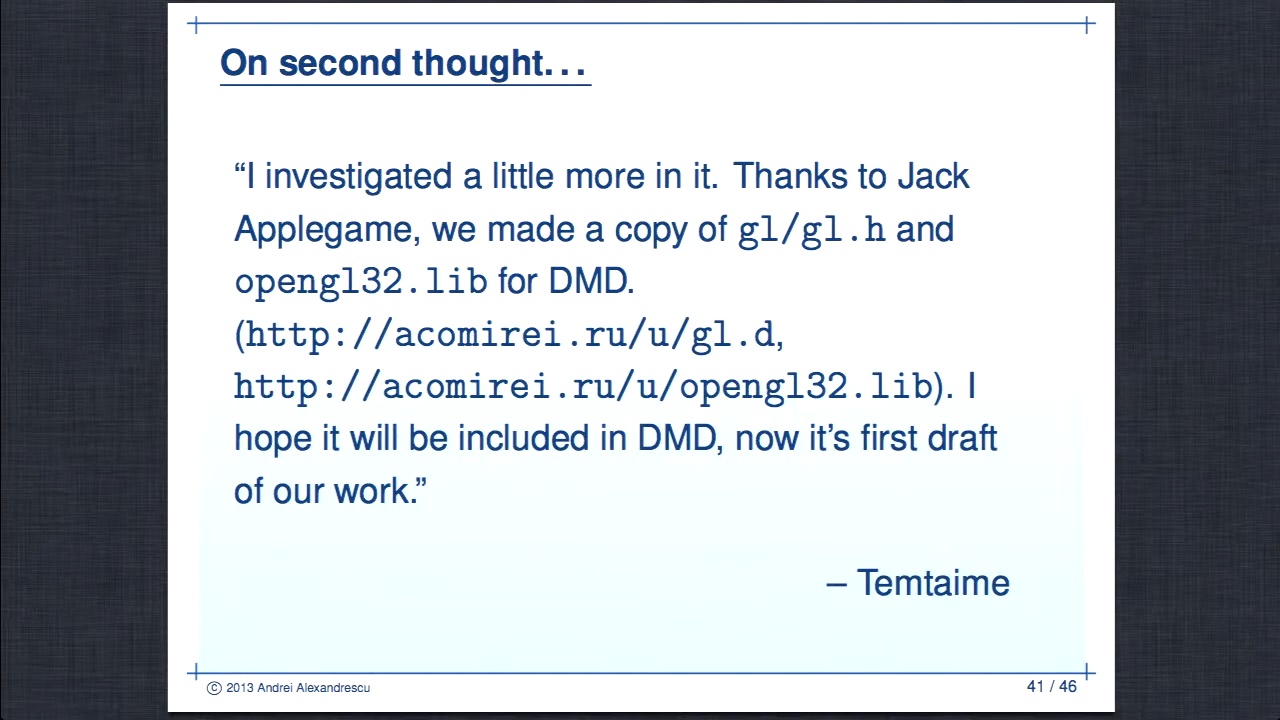 On second thought...
“I investigated a little more in it. Thanks to Jack
Applegame, we made a copy of gl/gl.h and
opengl32.lib for DMD.
(http://acomirei.ru/u/gl.d,
http://acomirei.ru/u/opengl32.lib). I
hope it will be included in DMD, now it’s first draft
of our work.”
– Temtaime
© 2013 Andrei Alexandrescu
41 / 46